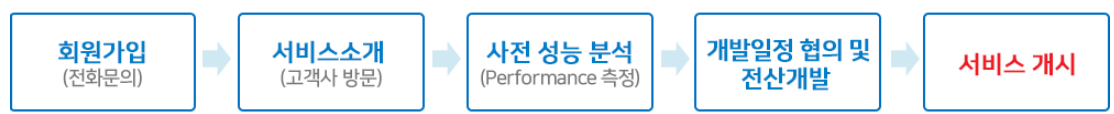 회원가입
(전화문의)
서비스소개
(고객사 방문)
사전 성능 분석
(Performance 측정)
개발일정 협의 및
전산개발
서비스 개시